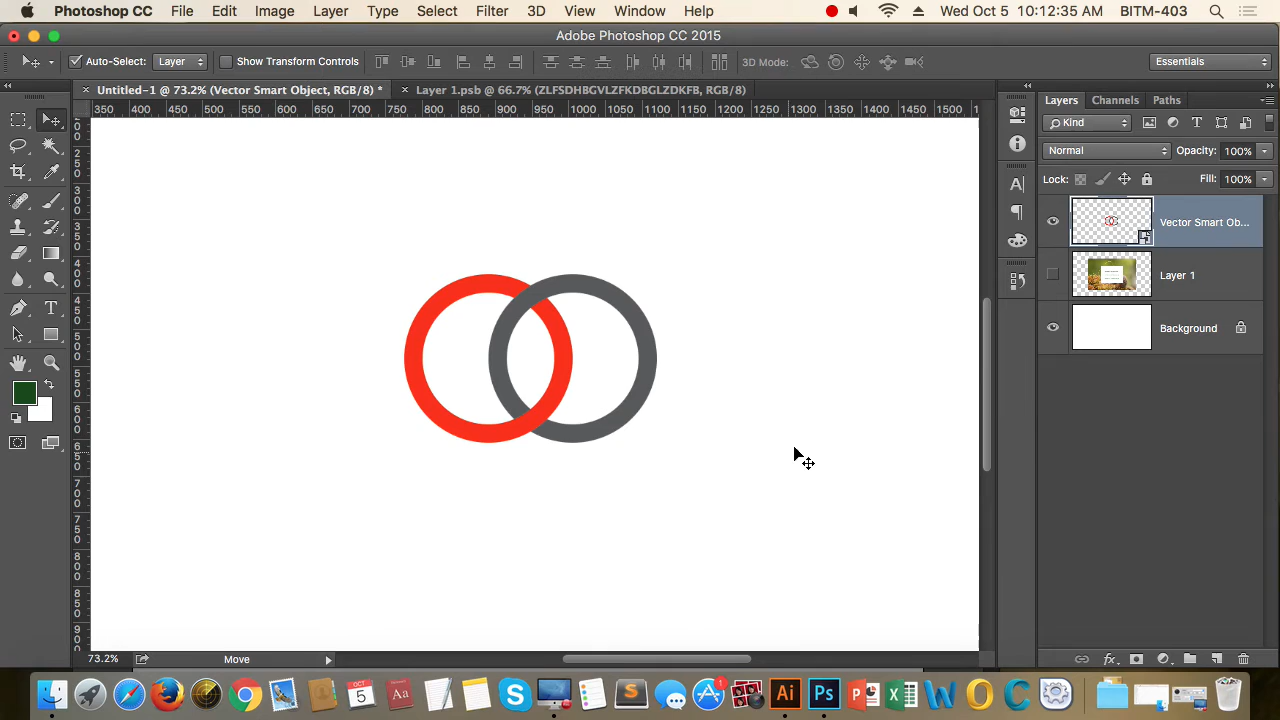 Photoshop CC File Edit Image Layer Type Select Filter 3D View Window Help Wed Oct 5 10:12:35 AM BITM-403
Adobe Photoshop CC 2015
Auto-Select: Layer Show Transform Controls 3D Mode: Essentials
Untitled-1 @ 73.2% (Vector Smart Object, RGB/8) * Layer 1.psb @ 66.7% (ZLFSDHBGVLZFKDBGLZDKFB, RGB/8)
350 400 450 500 550 600 650 700 750 800 850 900 950 1000 1050 1100 1150 1200 1250 1300 1350 1400 1450 1500
Layers Channels Paths
Kind
Normal Opacity: 100%
Lock: Fill: 100%
Vector Smart Ob...
Layer 1
Background
73.2% Move